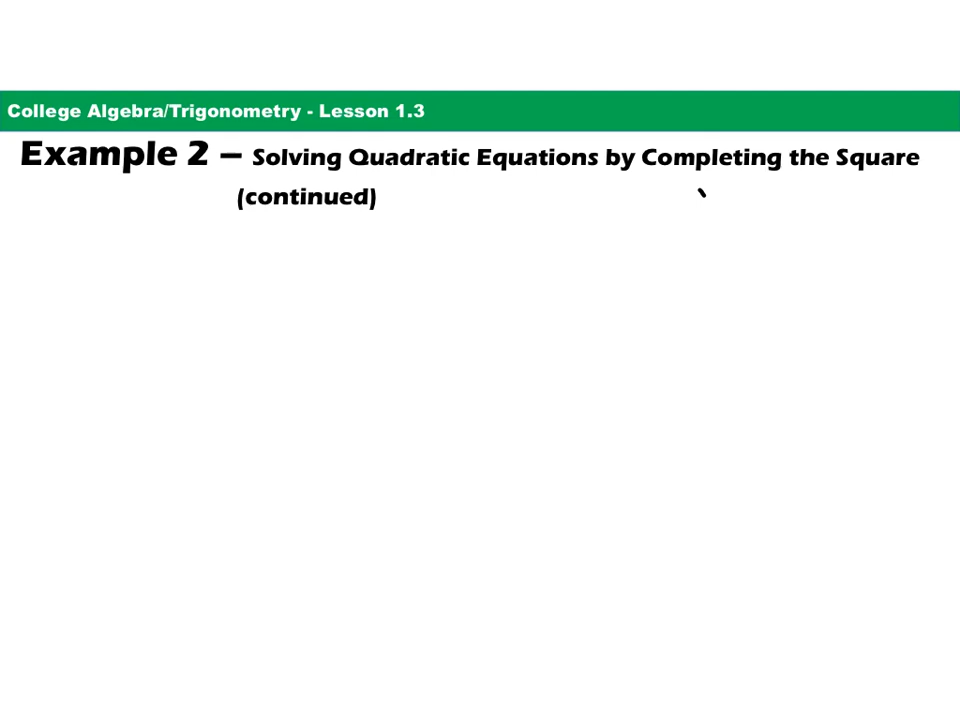 College Algebra/Trigonometry - Lesson 1.3
Example 2 – Solving Quadratic Equations by Completing the Square
(continued)